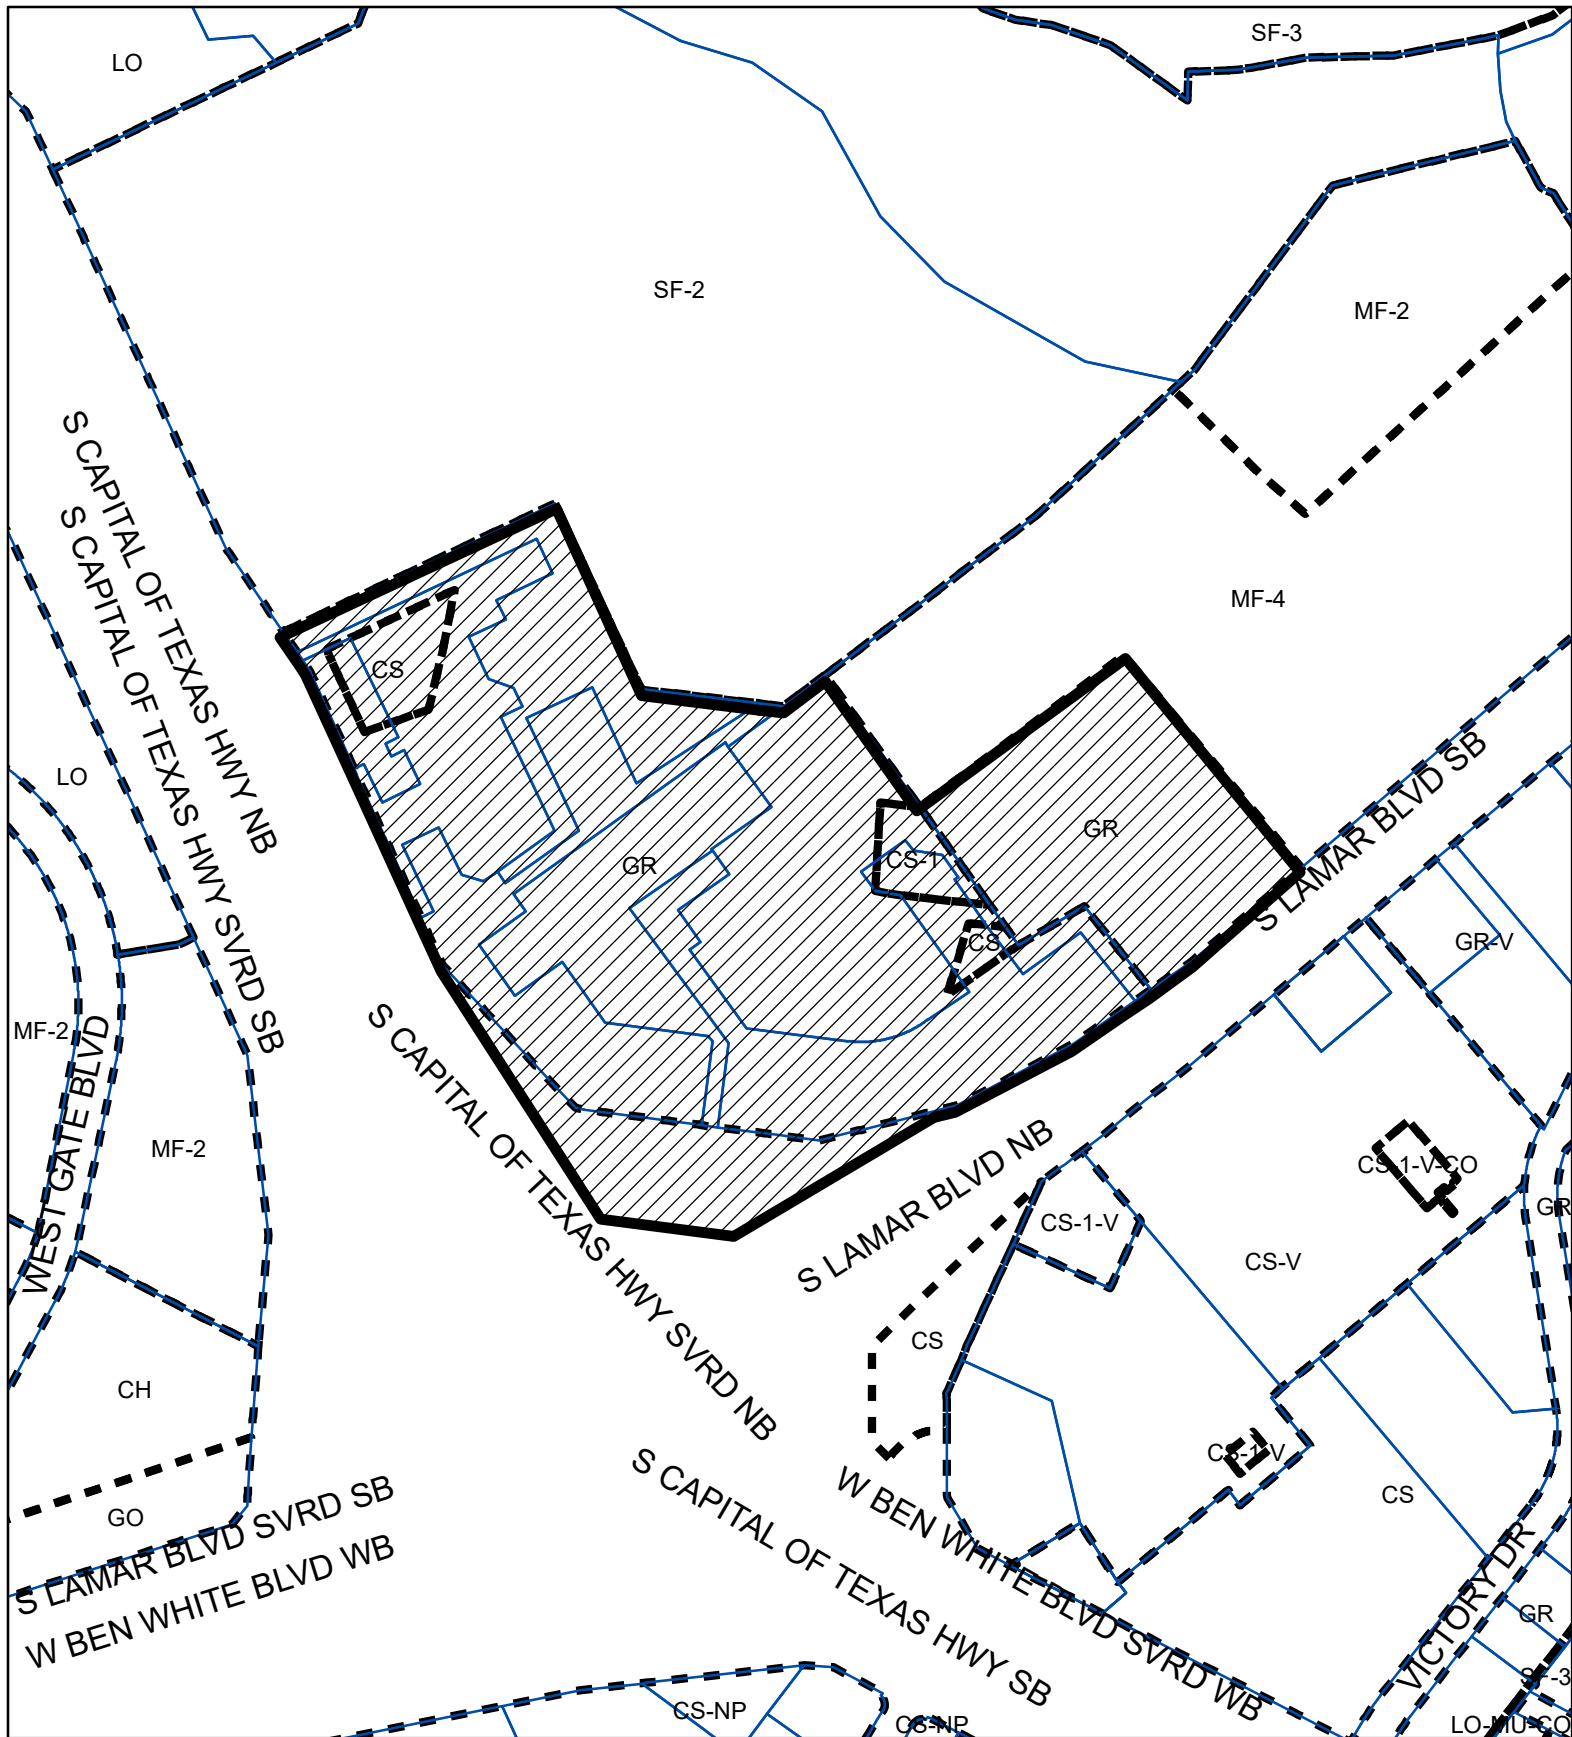 SF-3
LO
SF-2
MF-2
S CAPITAL OF TEXAS HWY NB
S CAPITAL OF TEXAS HWY SVRD SB
MF-4
CS
LO
S LAMAR BLVD SB
GR
GR
CS-1
CS
GR-V
MF-2
WEST GATE BLVD
MF-2
S CAPITAL OF TEXAS HWY SVRD NB
S LAMAR BLVD NB
CS-1-V-CO
GR
CS-1-V
CS-V
CS
CH
CS-1-V
CS
GO
S LAMAR BLVD SVRD SB
W BEN WHITE BLVD WB
S CAPITAL OF TEXAS HWY SB
W BEN WHITE BLVD SVRD WB
VICTORY DR
GR
SF-3
CS-NP
CS-NP
LO-MU-CO